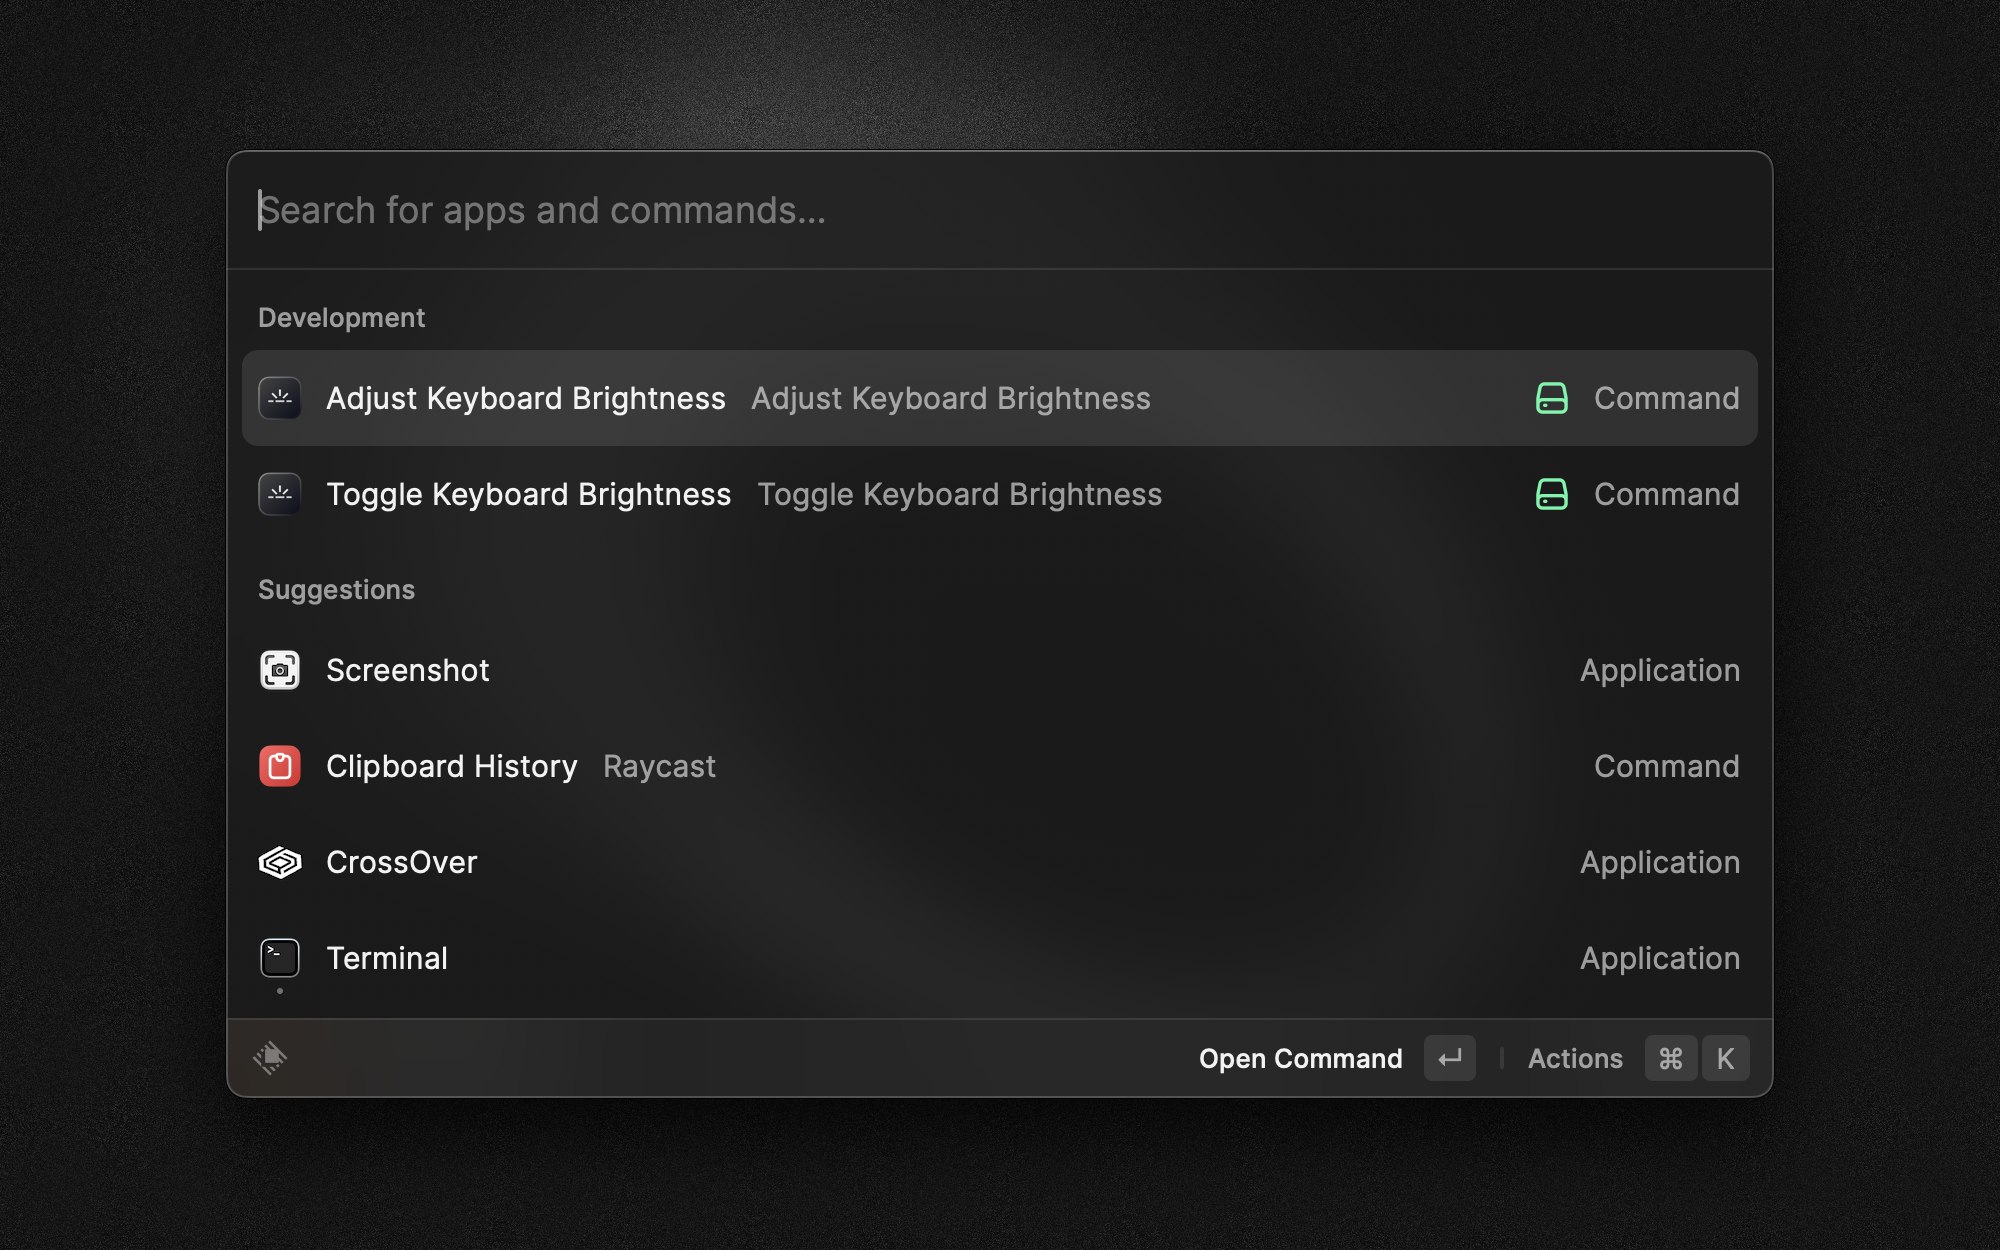 Search for apps and commands...
Development
Adjust Keyboard Brightness Adjust Keyboard Brightness Command
Toggle Keyboard Brightness Toggle Keyboard Brightness Command
Suggestions
Screenshot Application
Clipboard History Raycast Command
CrossOver Application
>_ Terminal Application
Open Command ↵ Actions ⌘ K